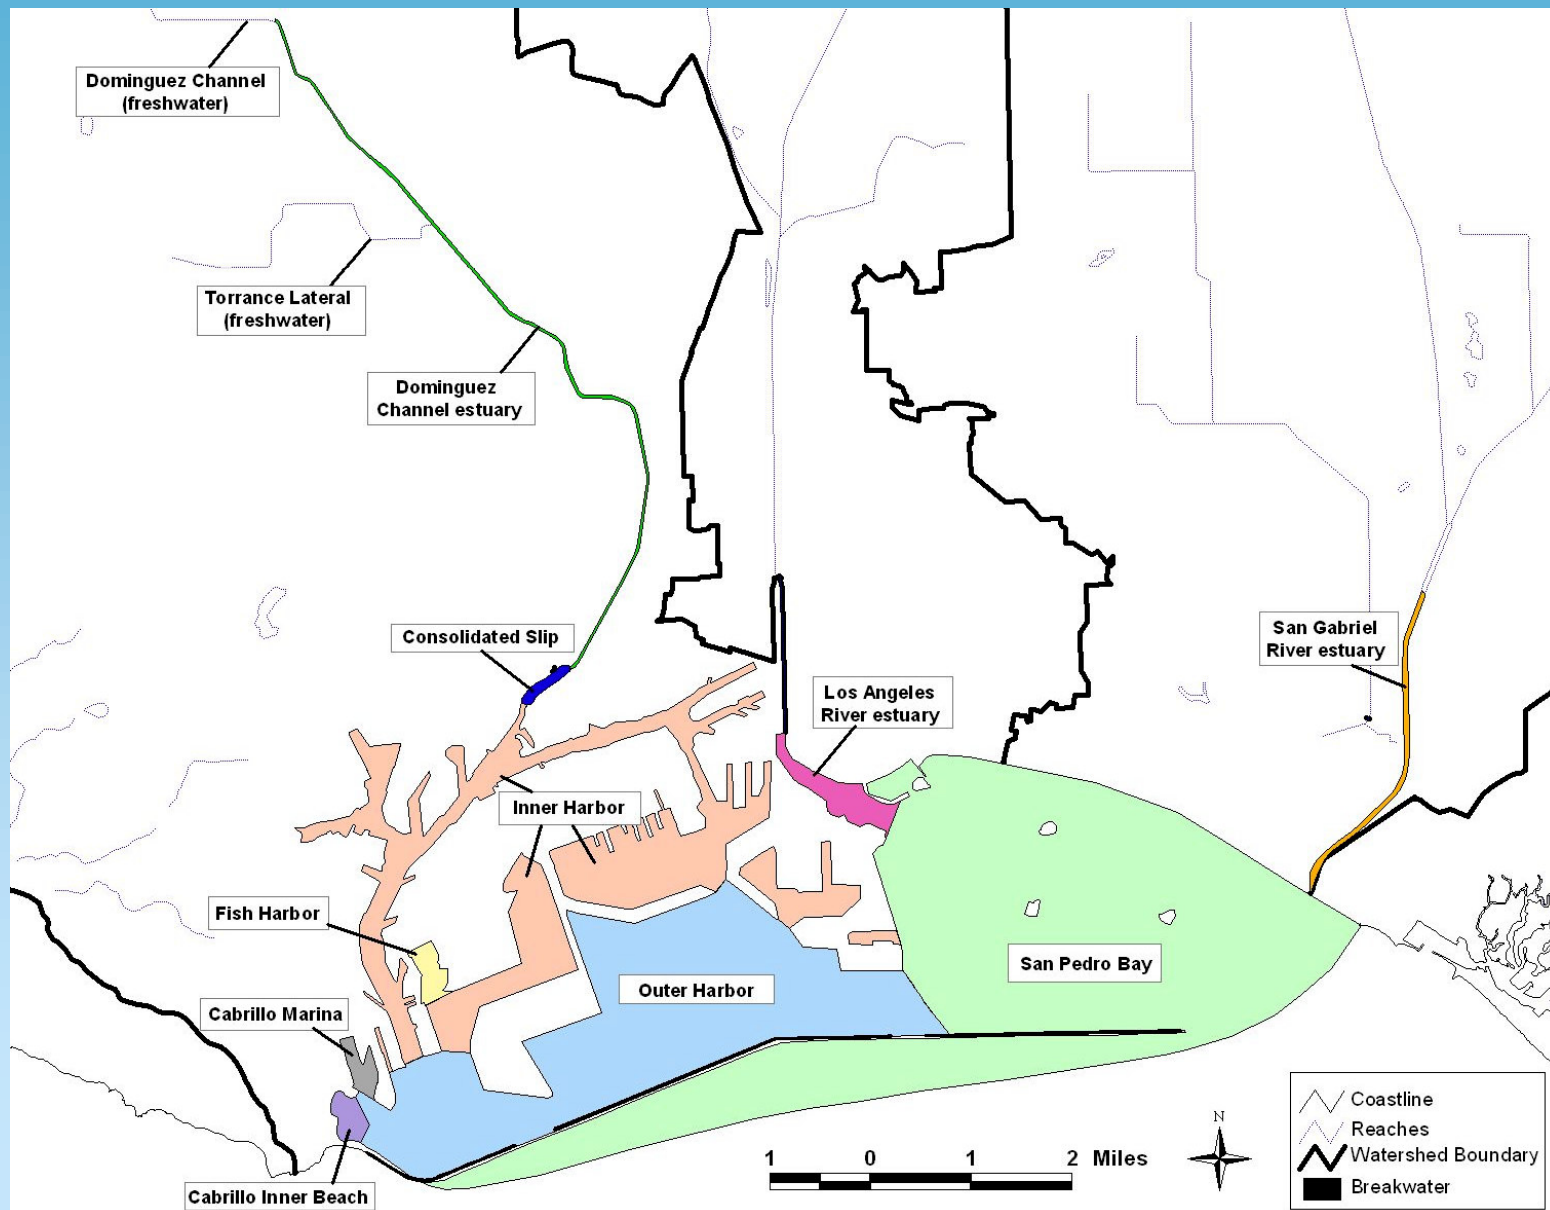 Dominguez Channel
(freshwater)
Torrance Lateral
(freshwater)
Dominguez
Channel estuary
Consolidated Slip
San Gabriel
River estuary
Los Angeles
River estuary
Inner Harbor
Fish Harbor
San Pedro Bay
Outer Harbor
Cabrillo Marina
Cabrillo Inner Beach
1 0 1 2 Miles
N
Coastline
Reaches
Watershed Boundary
Breakwater